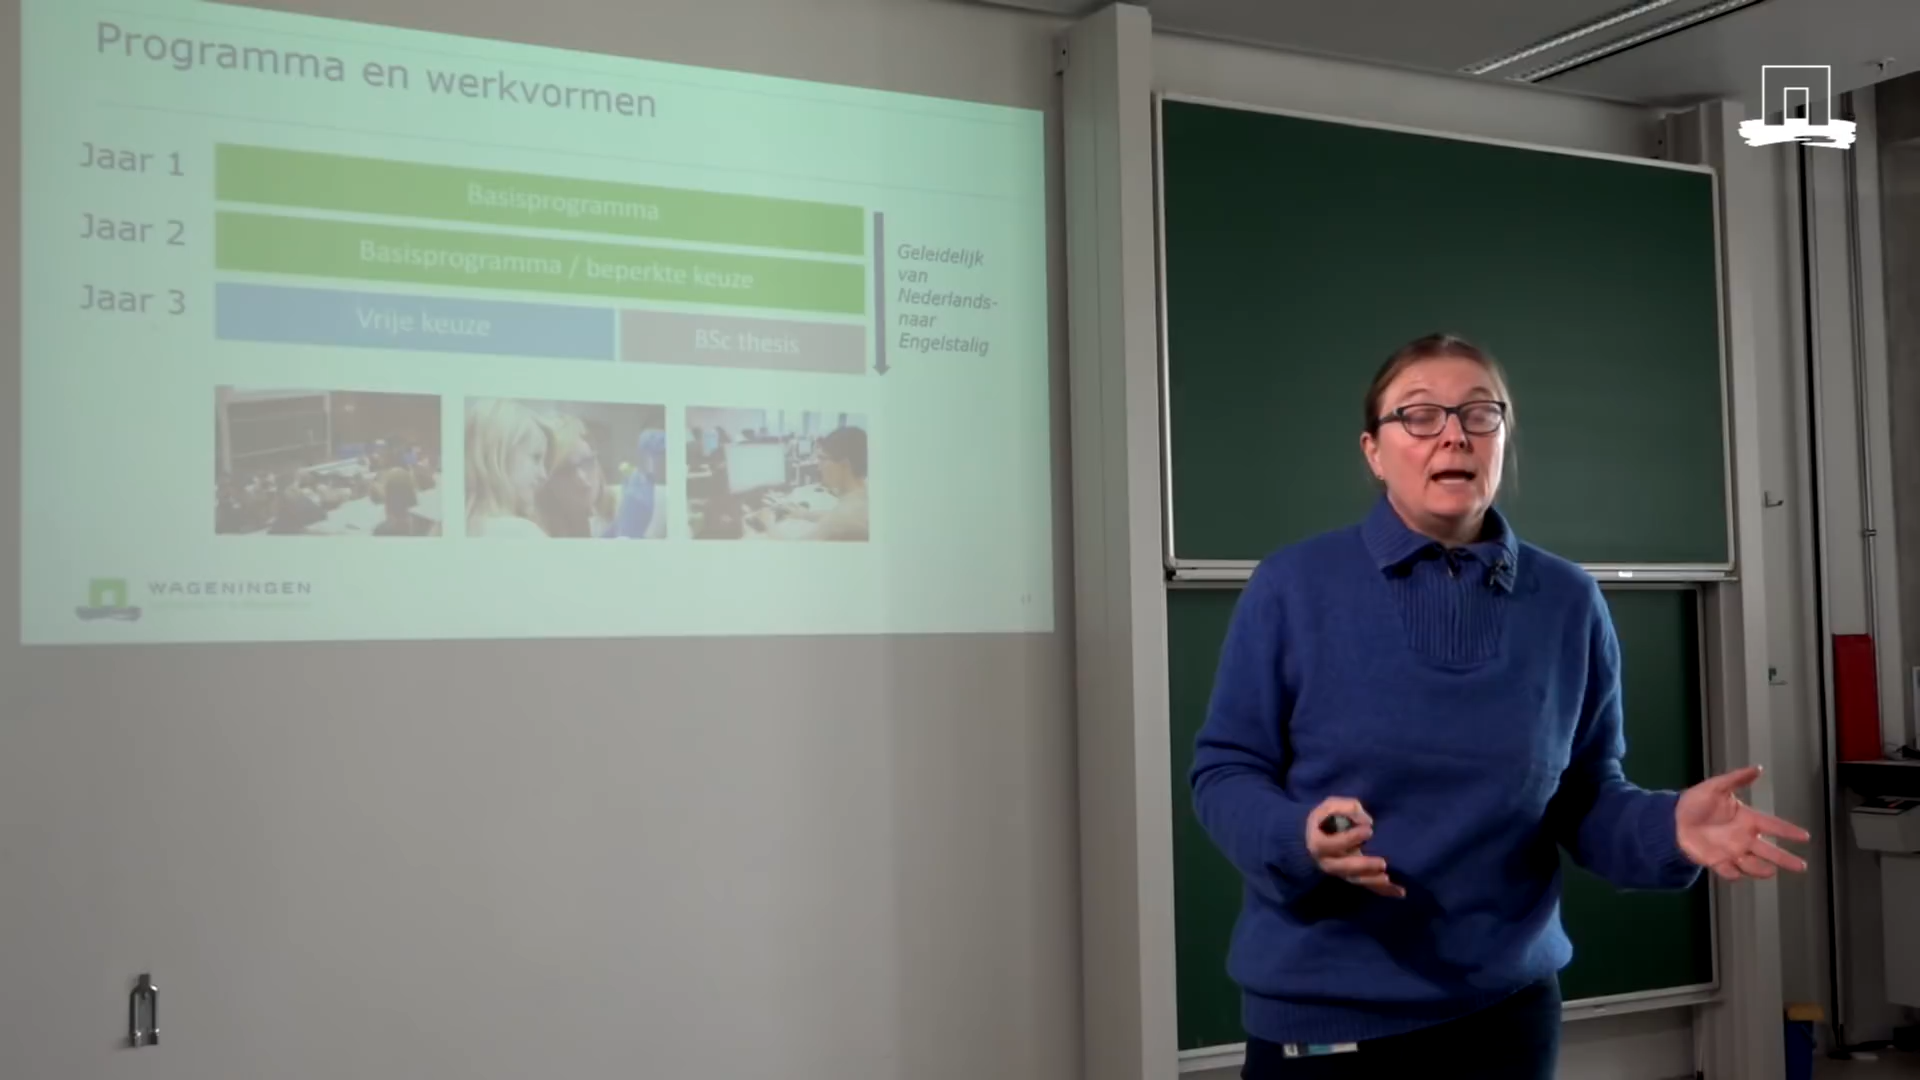 Programma en werkvormen
Jaar 1
Basisprogramma
Jaar 2
Basisprogramma / beperkte keuze
Jaar 3
Vrije keuze
BSc thesis
Geleidelijk
van
Nederlands-
naar
Engelstalig
WAGENINGEN